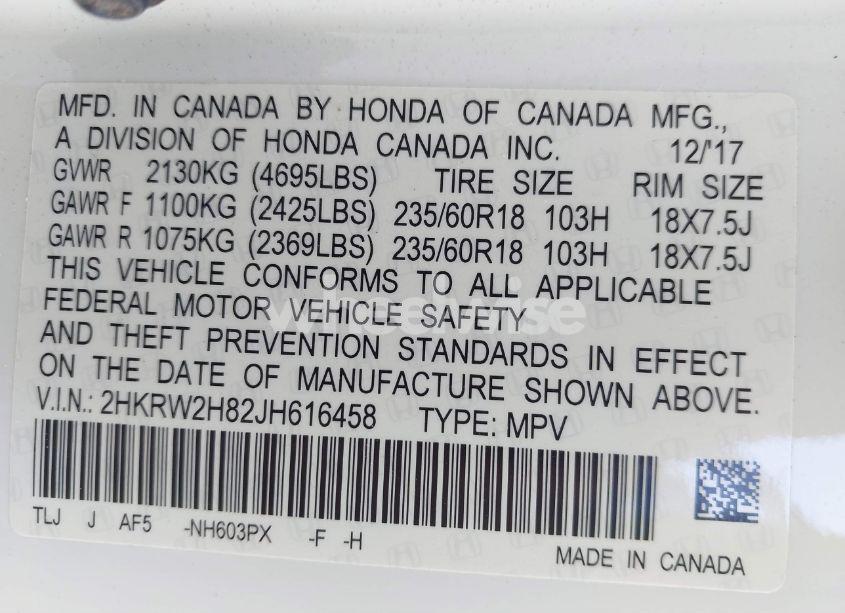 MFD. IN CANADA BY HONDA OF CANADA MFG.,
A DIVISION OF HONDA CANADA INC. 12/'17
GVWR 2130KG (4695LBS) TIRE SIZE RIM SIZE
GAWR F 1100KG (2425LBS) 235/60R18 103H 18X7.5J
GAWR R 1075KG (2369LBS) 235/60R18 103H 18X7.5J
THIS VEHICLE CONFORMS TO ALL APPLICABLE
FEDERAL MOTOR VEHICLE SAFETY
wheelwise
AND THEFT PREVENTION STANDARDS IN EFFECT
ON THE DATE OF MANUFACTURE SHOWN ABOVE.
V.I.N.: 2HKRW2H82JH616458 TYPE: MPV
TLJ J AF5 -NH603PX -F -H
MADE IN CANADA